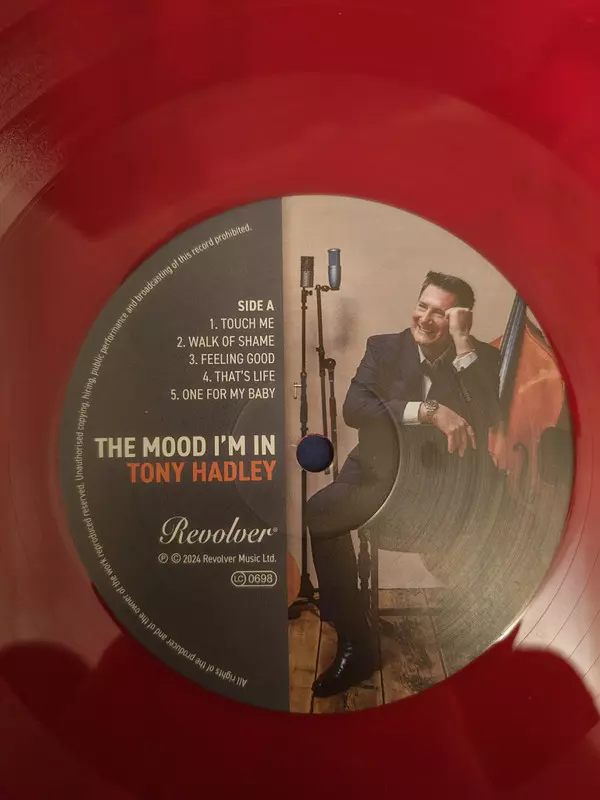 SIDE A
1. TOUCH ME
2. WALK OF SHAME
3. FEELING GOOD
4. THAT'S LIFE
5. ONE FOR MY BABY
THE MOOD I'M IN
TONY HADLEY
Revolver®
℗ © 2024 Revolver Music Ltd.
LC 0698
All rights of the producer and of the owner of the work reproduced reserved. Unauthorised copying, hiring, public performance and broadcasting of this record prohibited.